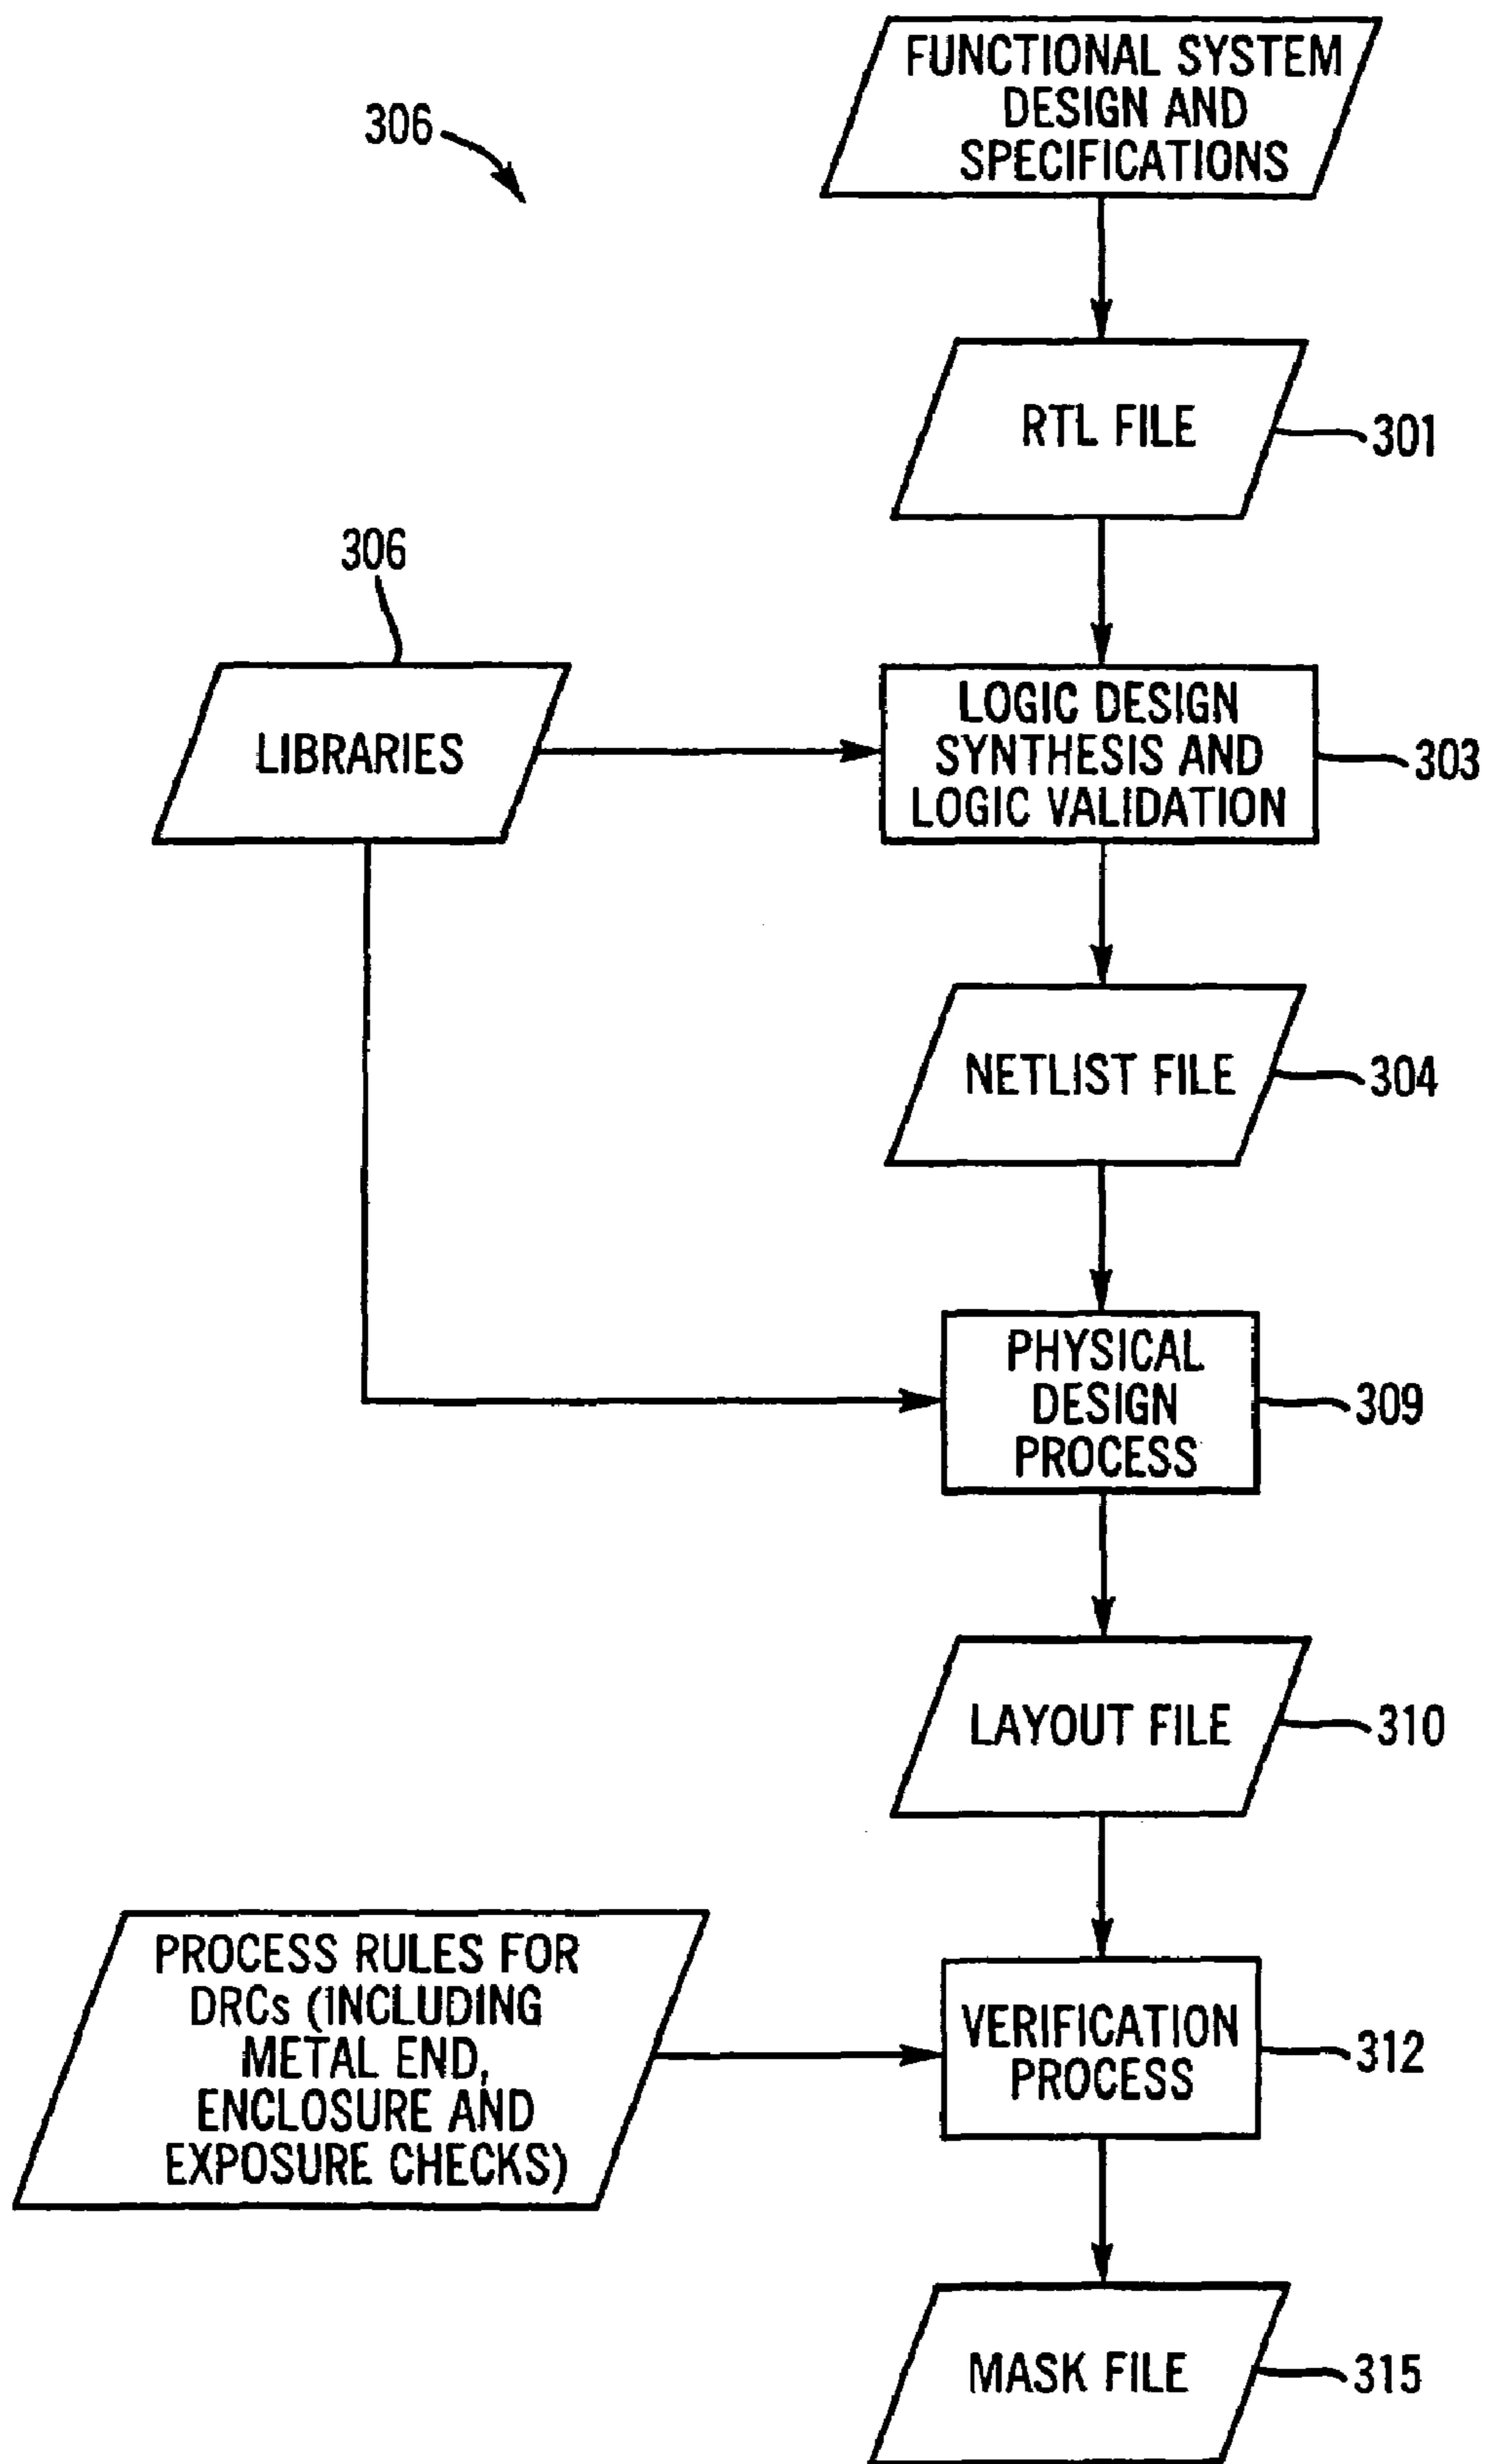 FUNCTIONAL SYSTEM
DESIGN AND
SPECIFICATIONS
306
RTL FILE
301
306
LIBRARIES
LOGIC DESIGN
SYNTHESIS AND
LOGIC VALIDATION
303
NETLIST FILE
304
PHYSICAL
DESIGN
PROCESS
309
LAYOUT FILE
310
PROCESS RULES FOR
DRCs (INCLUDING
METAL END,
ENCLOSURE AND
EXPOSURE CHECKS)
VERIFICATION
PROCESS
312
MASK FILE
315